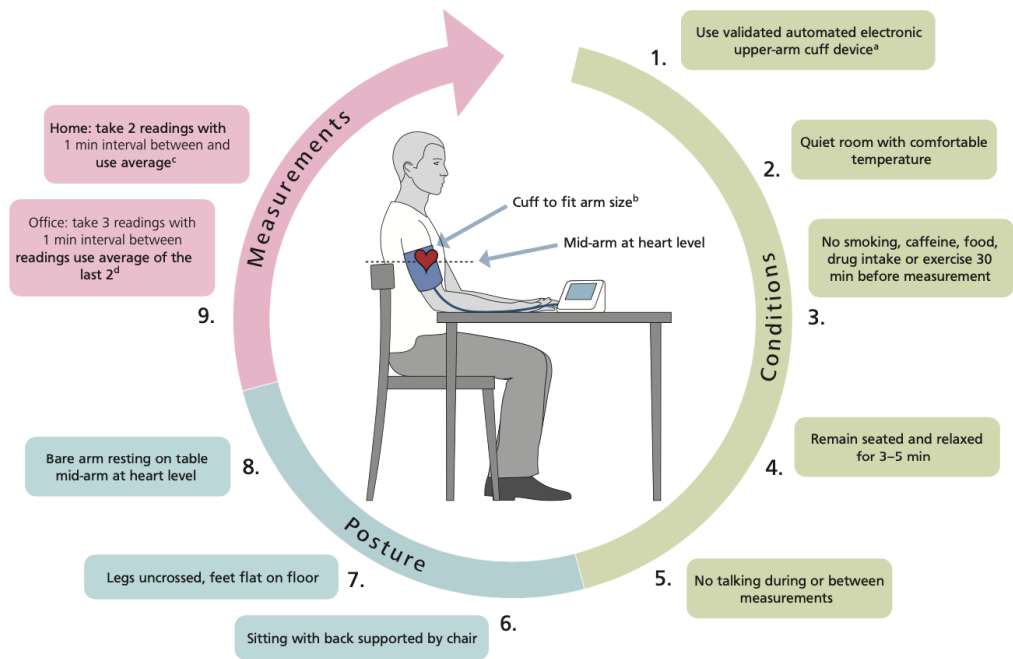 1.
Use validated automated electronic
upper-arm cuff deviceᵃ
2.
Quiet room with comfortable
temperature
3.
No smoking, caffeine, food,
drug intake or exercise 30
min before measurement
4.
Remain seated and relaxed
for 3–5 min
5.
No talking during or between
measurements
Conditions
6.
Sitting with back supported by chair
7.
Legs uncrossed, feet flat on floor
8.
Bare arm resting on table
mid-arm at heart level
Posture
9.
Home: take 2 readings with
1 min interval between and
use averageᶜ
Office: take 3 readings with
1 min interval between
readings use average of the
last 2ᵈ
Measurements
Cuff to fit arm sizeᵇ
Mid-arm at heart level